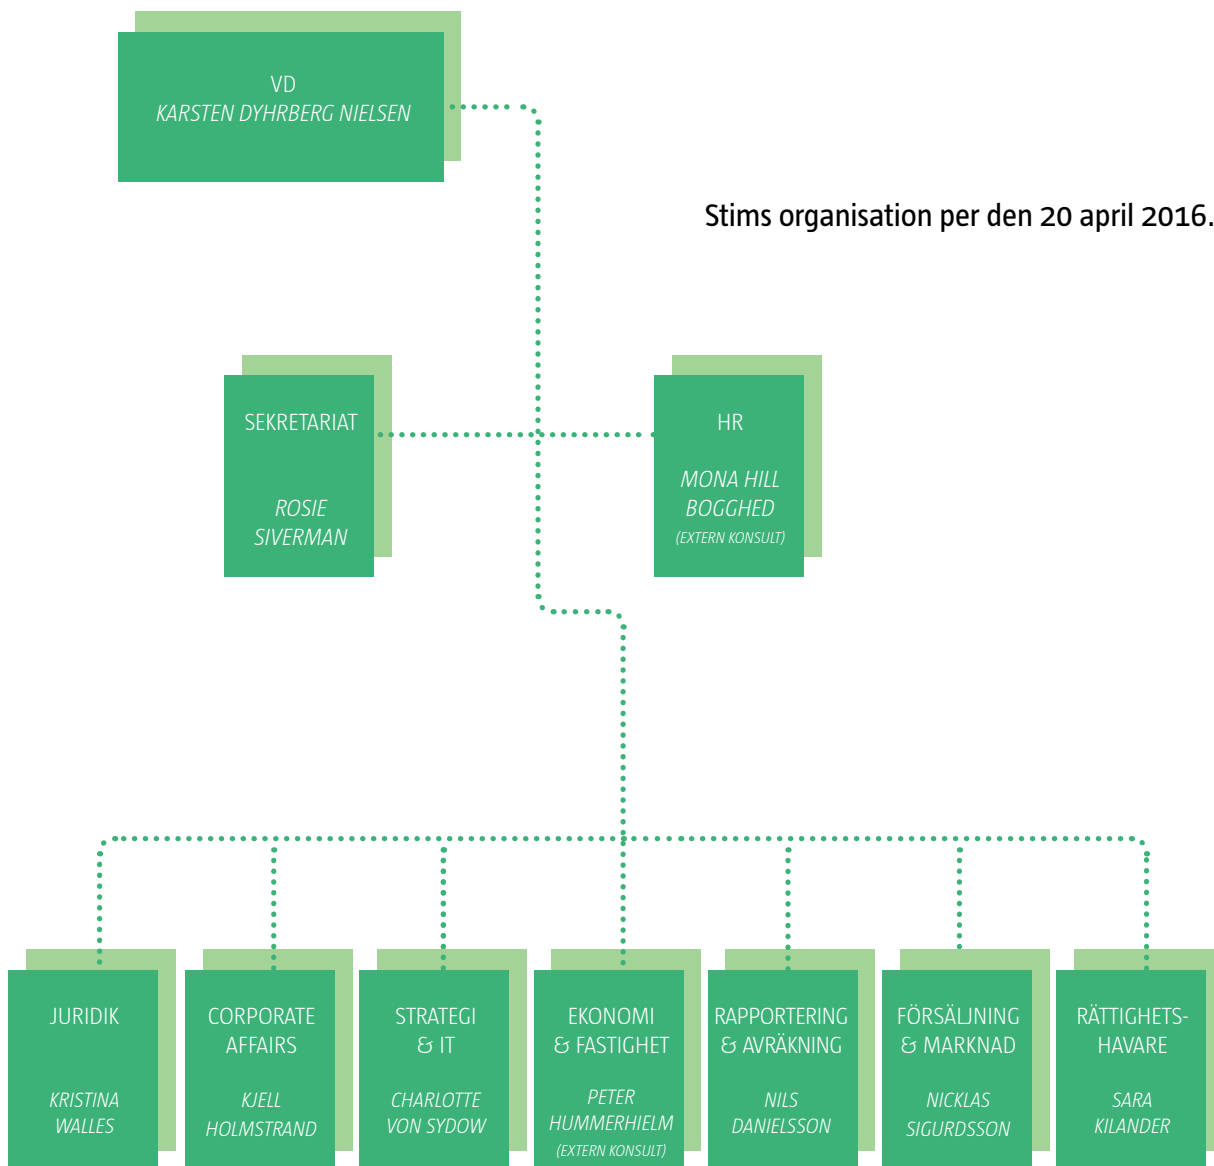 VD
KARSTEN DYHRBERG NIELSEN
Stims organisation per den 20 april 2016.
SEKRETARIAT
ROSIE
SIVERMAN
HR
MONA HILL
BOGGHED
(EXTERN KONSULT)
JURIDIK
KRISTINA
WALLES
CORPORATE
AFFAIRS
KJELL
HOLMSTRAND
STRATEGI
& IT
CHARLOTTE
VON SYDOW
EKONOMI
& FASTIGHET
PETER
HUMMERHIELM
(EXTERN KONSULT)
RAPPORTERING
& AVRÄKNING
NILS
DANIELSSON
FÖRSÄLJNING
& MARKNAD
NICKLAS
SIGURDSSON
RÄTTIGHETS-
HAVARE
SARA
KILANDER